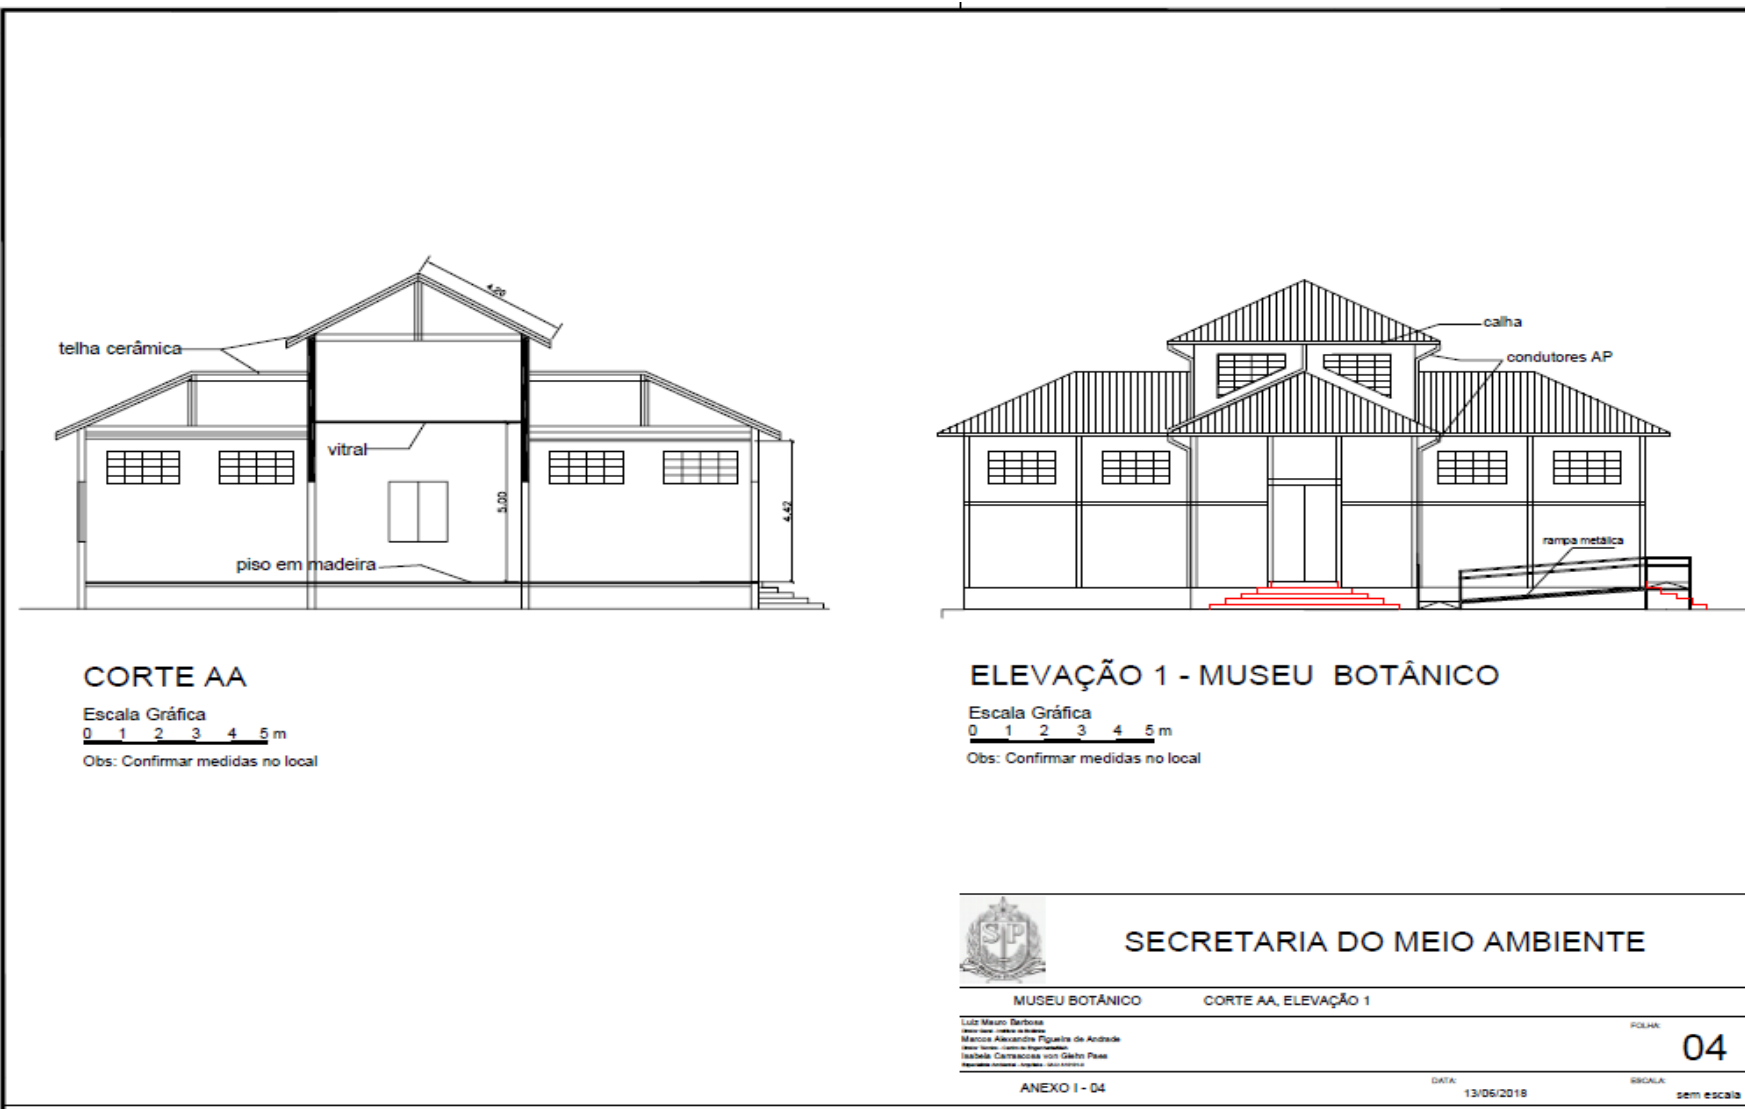 telha cerâmica
4.20
vitral
5.00
4.42
piso em madeira
calha
condutores AP
rampa metálica
CORTE AA
Escala Gráfica
0 1 2 3 4 5 m
Obs: Confirmar medidas no local
ELEVAÇÃO 1 - MUSEU BOTÂNICO
Escala Gráfica
0 1 2 3 4 5 m
Obs: Confirmar medidas no local
SP
SECRETARIA DO MEIO AMBIENTE
MUSEU BOTÂNICO CORTE AA, ELEVAÇÃO 1
Luiz Mauro Barbosa
Marcos Alexandre Figueira de Andrade
Isabela Carrascosa von Glehn Paes
FOLHA:
04
ANEXO I - 04
DATA:
13/06/2018
ESCALA:
sem escala